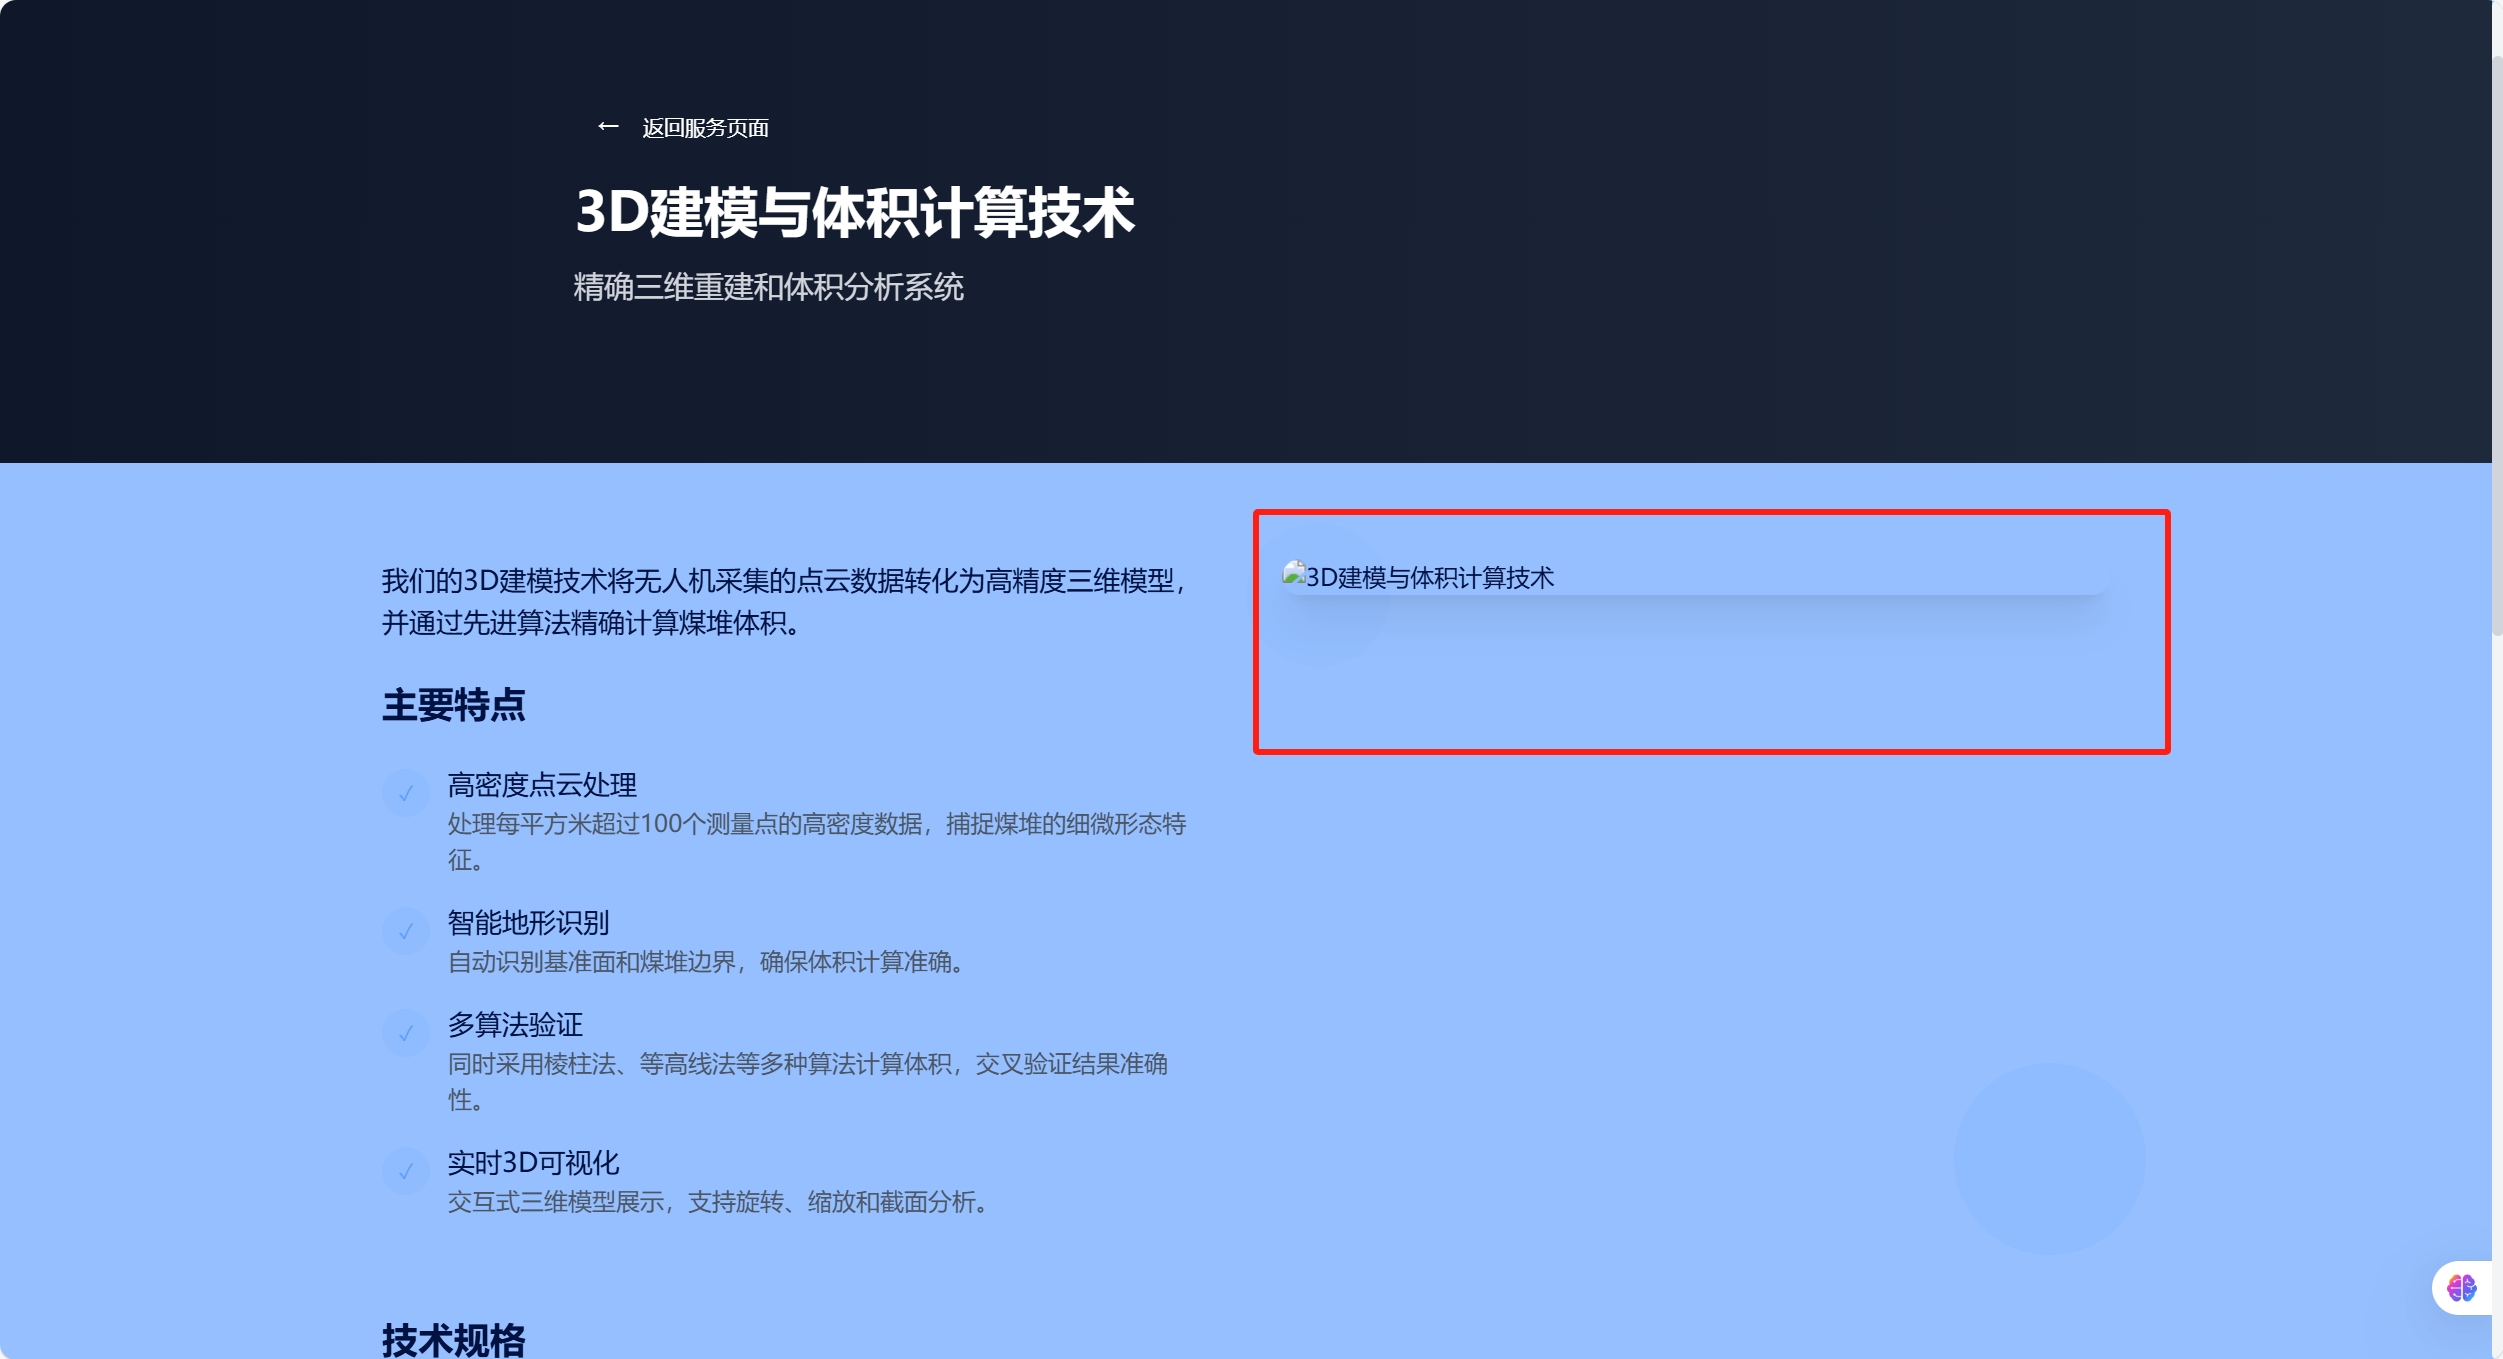 ← 返回服务页面
3D建模与体积计算技术
精确三维重建和体积分析系统
我们的3D建模技术将无人机采集的点云数据转化为高精度三维模型，
并通过先进算法精确计算煤堆体积。
主要特点
✓ 高密度点云处理
处理每平方米超过100个测量点的高密度数据，捕捉煤堆的细微形态特
征。
✓ 智能地形识别
自动识别基准面和煤堆边界，确保体积计算准确。
✓ 多算法验证
同时采用棱柱法、等高线法等多种算法计算体积，交叉验证结果准确
性。
✓ 实时3D可视化
交互式三维模型展示，支持旋转、缩放和截面分析。
技术规格
3D建模与体积计算技术